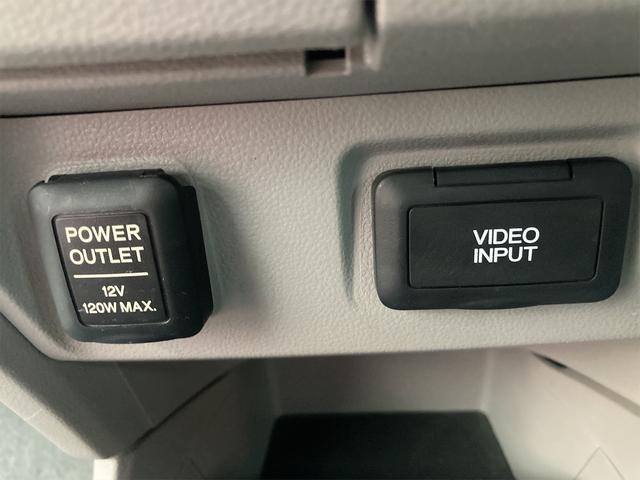 POWER
OUTLET
12V
120W MAX.
VIDEO
INPUT